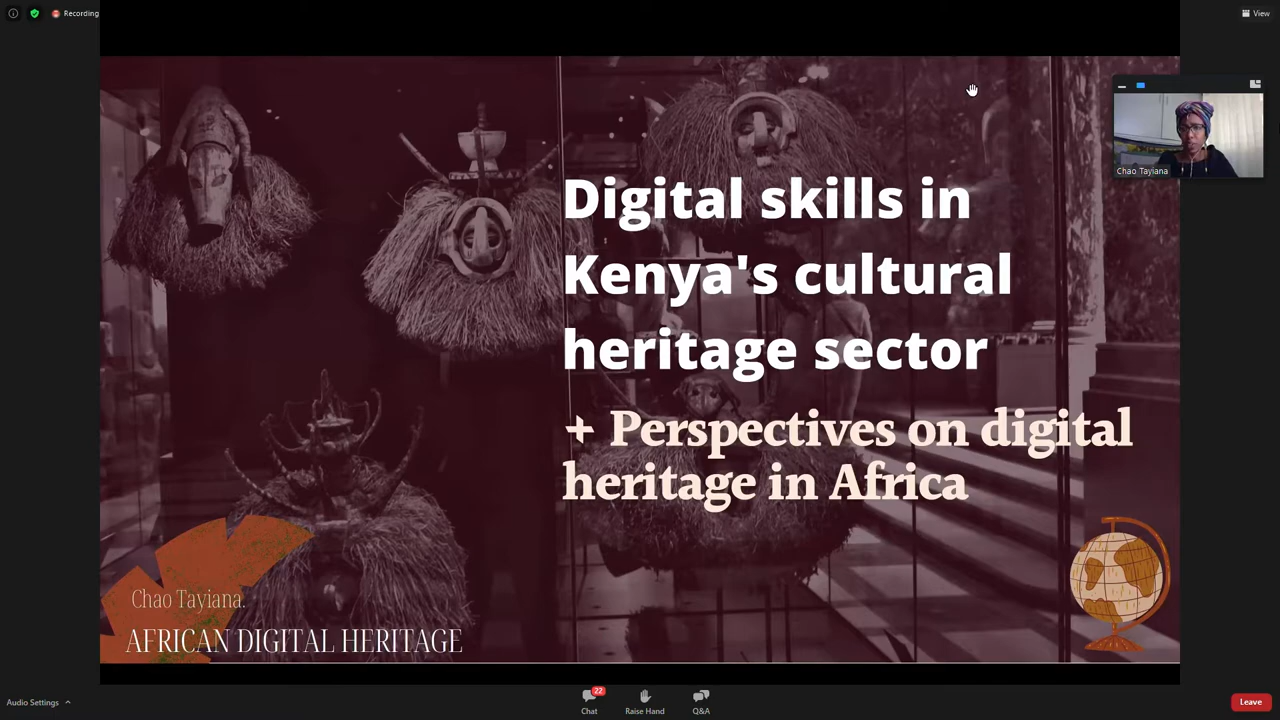 Recording
View
Chao Tayiana
Digital skills in
Kenya's cultural
heritage sector
+ Perspectives on digital
heritage in Africa
Chao Tayiana.
AFRICAN DIGITAL HERITAGE
Audio Settings
22
Chat
Raise Hand
Q&A
Leave